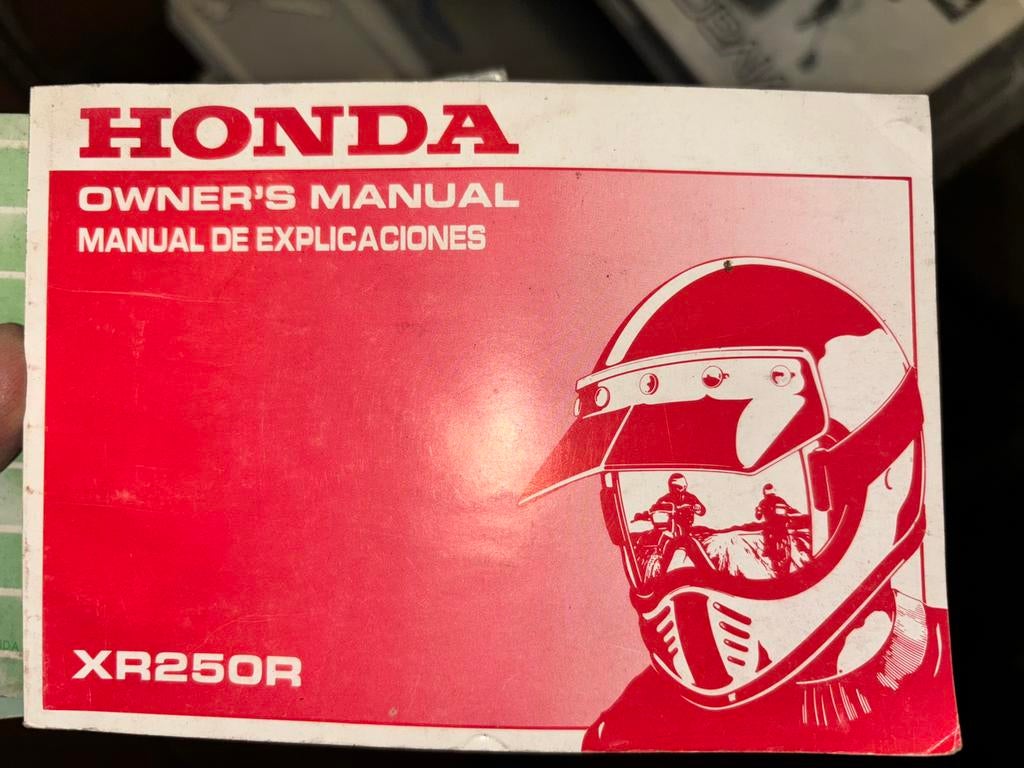 HONDA
OWNER'S MANUAL
MANUAL DE EXPLICACIONES
XR250R